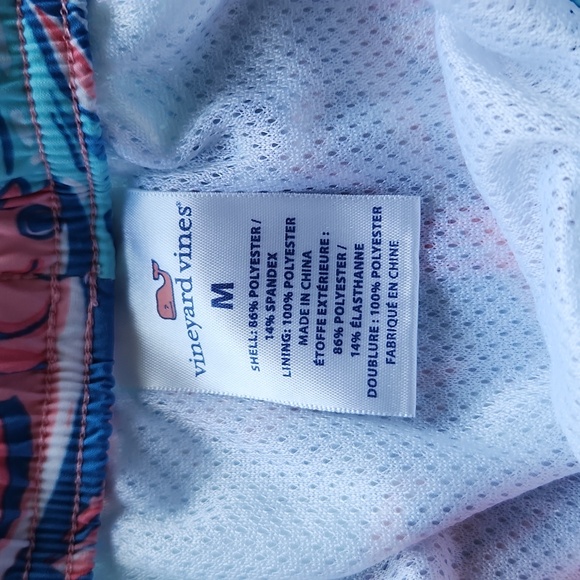 vineyard vines®
M
SHELL: 86% POLYESTER /
14% SPANDEX
LINING: 100% POLYESTER
MADE IN CHINA
ÉTOFFE EXTÉRIEURE :
86% POLYESTER /
14% ÉLASTHANNE
DOUBLURE : 100% POLYESTER
FABRIQUÉ EN CHINE